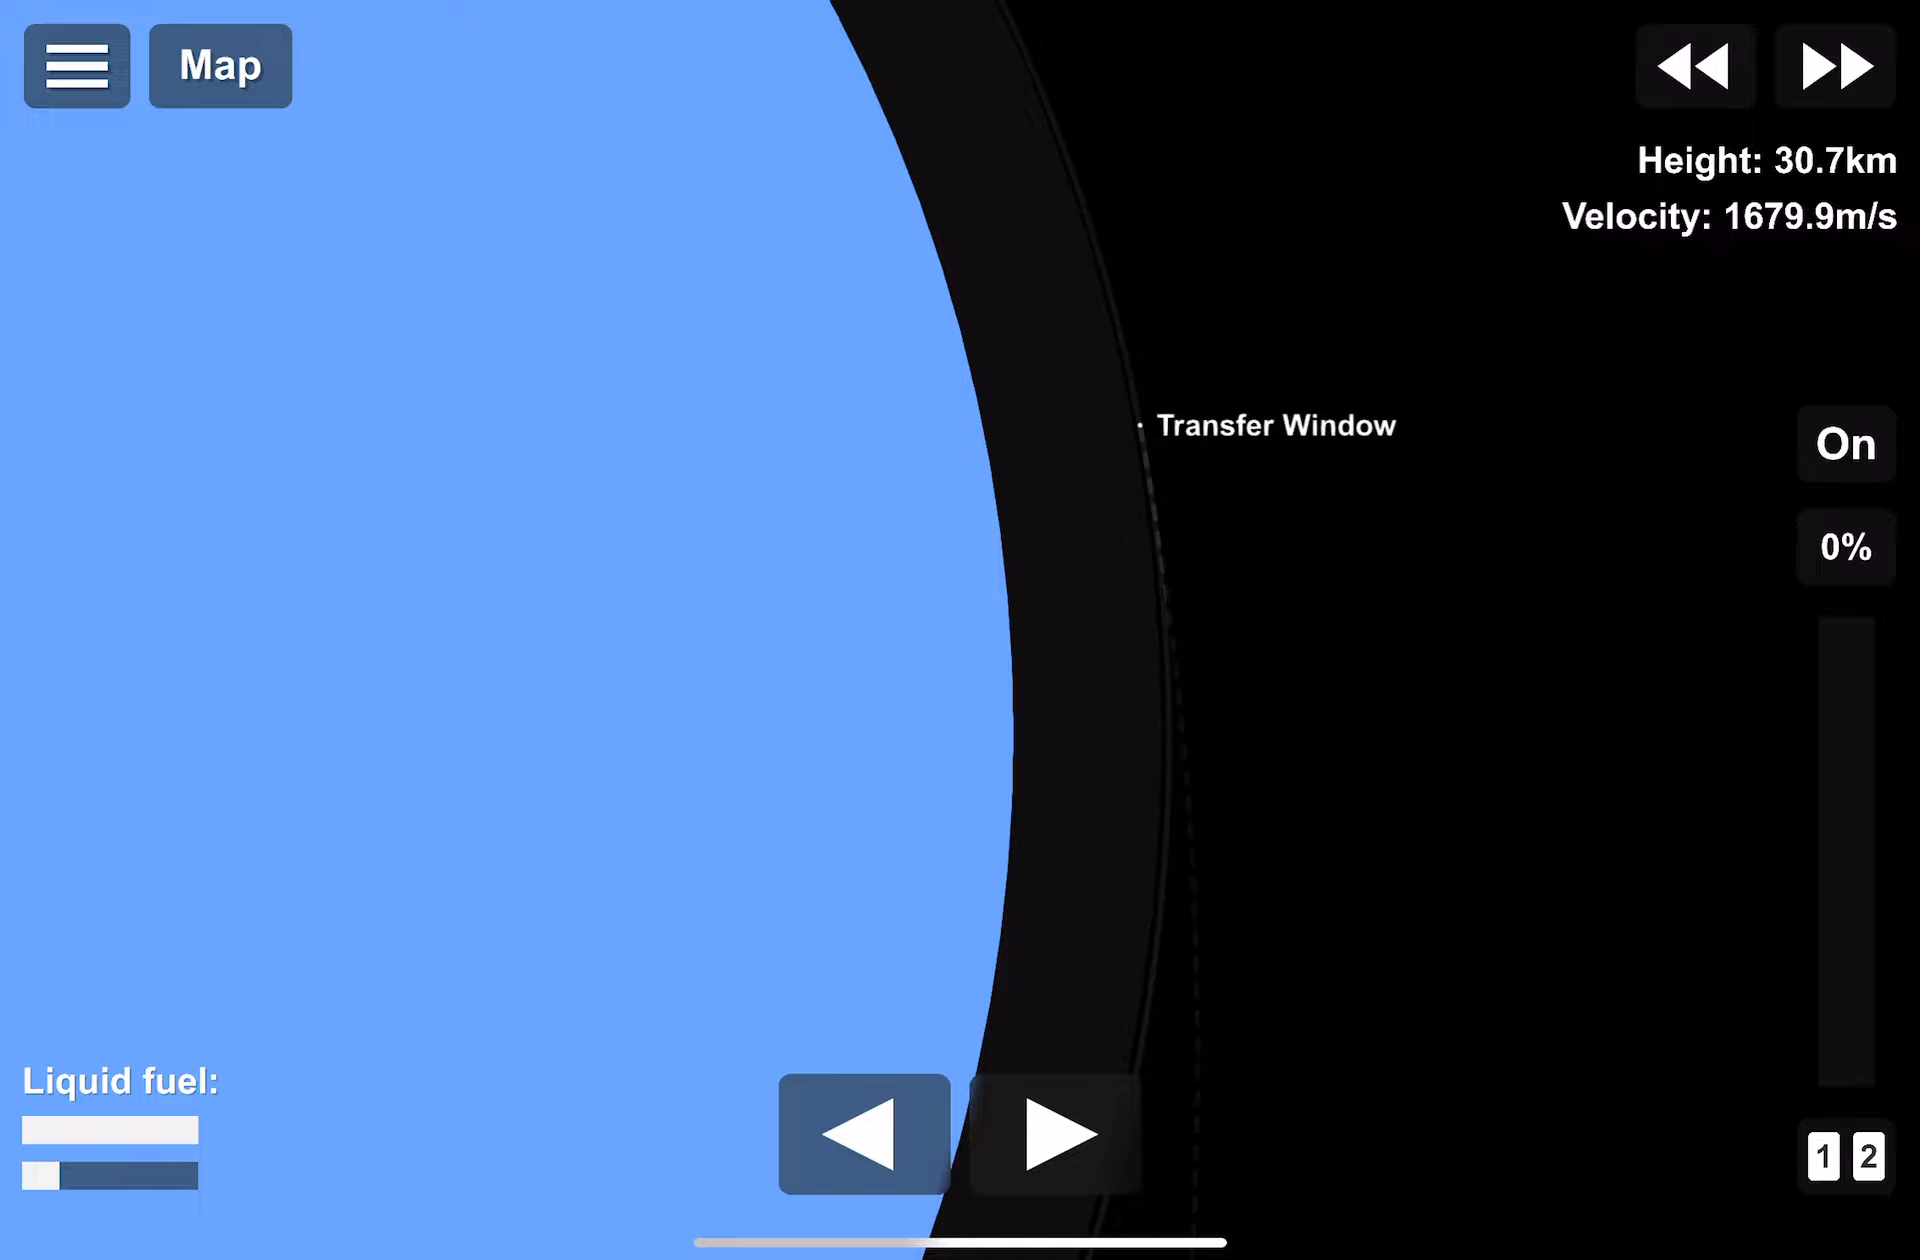 Map
Height: 30.7km
Velocity: 1679.9m/s
Transfer Window
On
0%
Liquid fuel:
1 2